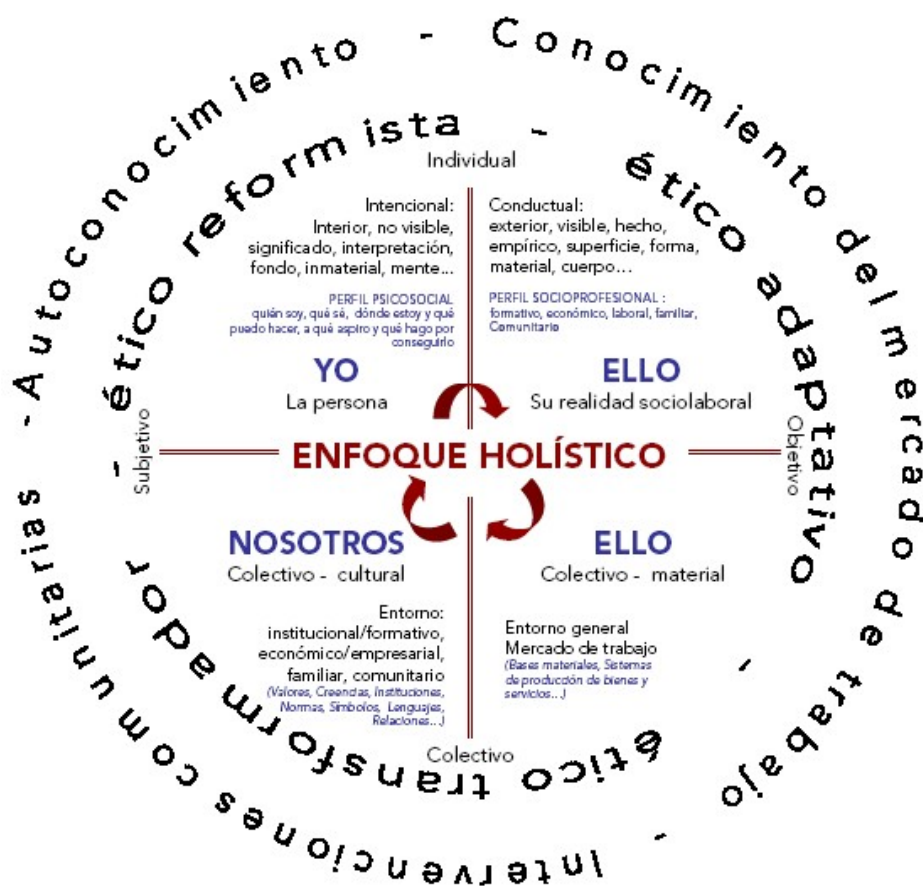 Autoconocimiento - Conocimiento del mercado de trabajo - Intervenciones comunitarias -
ético reformista - ético adaptativo - ético transformador -
Individual
Intencional:
Interior, no visible,
significado, interpretación,
fondo, inmaterial, mente...
PERFIL PSICOSOCIAL
quién soy, qué sé, dónde estoy y qué
puedo hacer, a qué aspiro y qué hago por
conseguirlo
YO
La persona
Conductual:
exterior, visible, hecho,
empírico, superficie, forma,
material, cuerpo...
PERFIL SOCIOPROFESIONAL :
formativo, económico, laboral, familiar,
Comunitario
ELLO
Su realidad sociolaboral
Subjetivo
ENFOQUE HOLÍSTICO
Objetivo
NOSOTROS
Colectivo - cultural
Entorno:
institucional/formativo,
económico/empresarial,
familiar, comunitario
(Valores, Creencias, Instituciones,
Normas, Símbolos, Lenguajes,
Relaciones...)
ELLO
Colectivo - material
Entorno general
Mercado de trabajo
(Bases materiales, Sistemas
de producción de bienes y
servicios...)
Colectivo